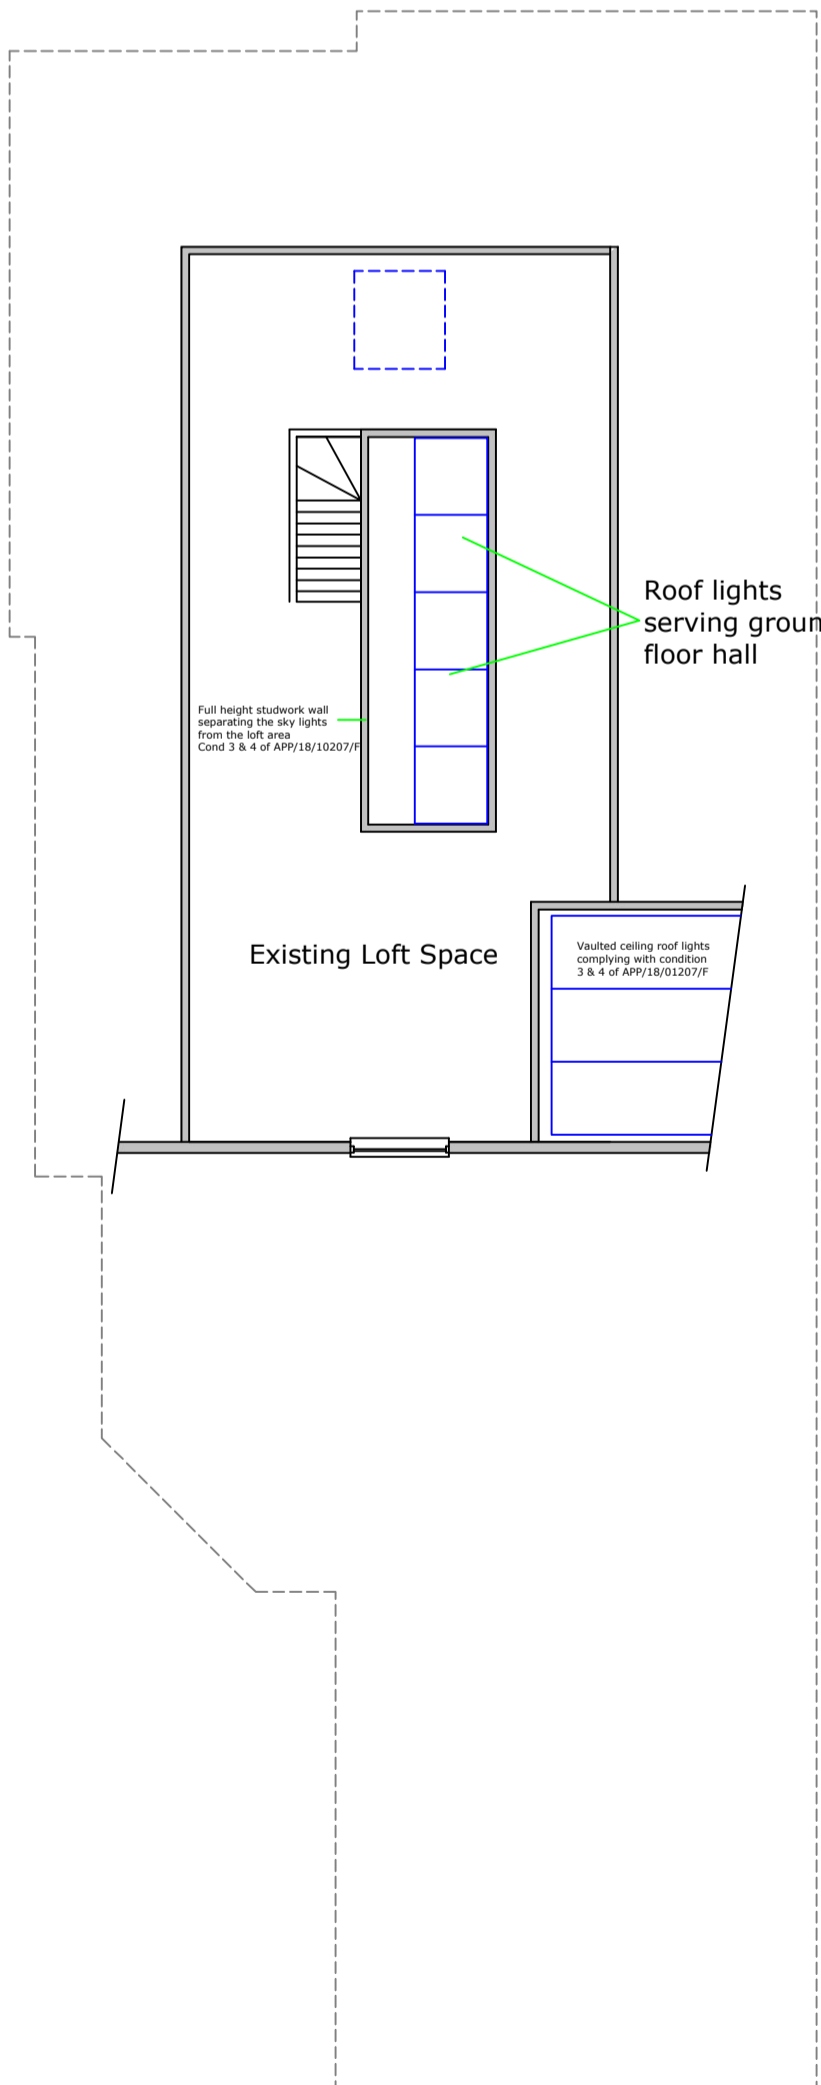 Roof lights
serving groun
floor hall
Full height studwork wall
separating the sky lights
from the loft area
Cond 3 & 4 of APP/18/10207/F
Existing Loft Space
Vaulted ceiling roof lights
complying with condition
3 & 4 of APP/18/01207/F